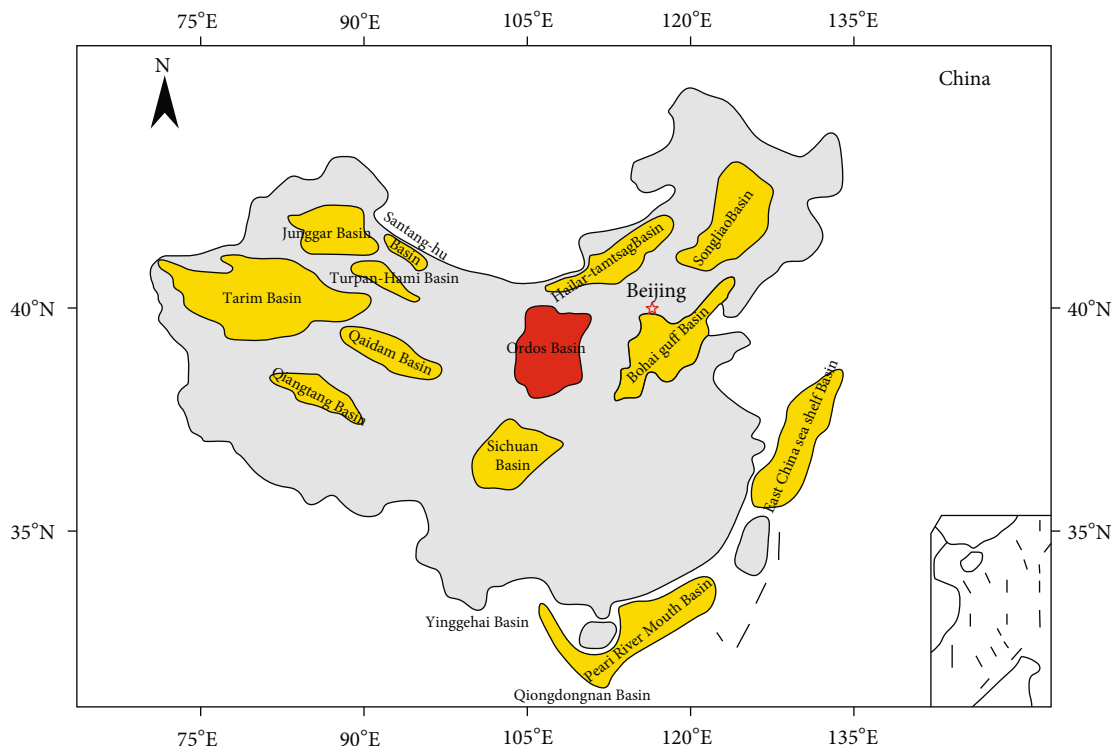 75°E 90°E 105°E 120°E 135°E
N
China
Santang-hu
Basin
Junggar Basin
Turpan-Hami Basin
Tarim Basin
Hailar-tamtsagBasin
SongliaoBasin
Beijing
40°N
40°N
Ordos Basin
Bohai guff Basin
Qaidam Basin
Qiangtang Basin
Sichuan
Basin
East China sea shelf Basin
35°N
35°N
Yinggehai Basin
Peari River Mouth Basin
Qiongdongnan Basin
75°E 90°E 105°E 120°E 135°E